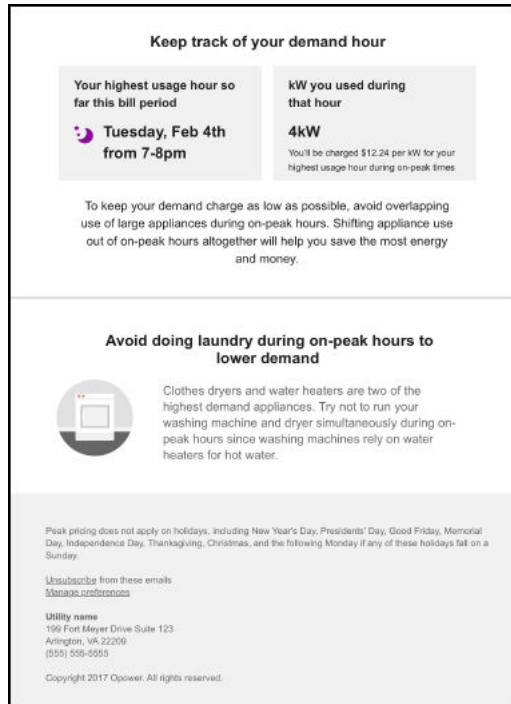 Keep track of your demand hour
Your highest usage hour so
far this bill period
Tuesday, Feb 4th
from 7-8pm
kW you used during
that hour
4kW
You'll be charged $12.24 per kW for your
highest usage hour during on-peak times
To keep your demand charge as low as possible, avoid overlapping
use of large appliances during on-peak hours. Shifting appliance use
out of on-peak hours altogether will help you save the most energy
and money.
Avoid doing laundry during on-peak hours to
lower demand
Clothes dryers and water heaters are two of the
highest demand appliances. Try not to run your
washing machine and dryer simultaneously during on-
peak hours since washing machines rely on water
heaters for hot water.
Peak pricing does not apply on holidays, including New Year's Day, Presidents' Day, Good Friday, Memorial
Day, Independence Day, Thanksgiving, Christmas, and the following Monday if any of these holidays fall on a
Sunday.
Unsubscribe from these emails
Manage preferences
Utility name
199 Fort Meyer Drive Suite 123
Arlington, VA 22209
(555) 555-5555
Copyright 2017 Opower. All rights reserved.